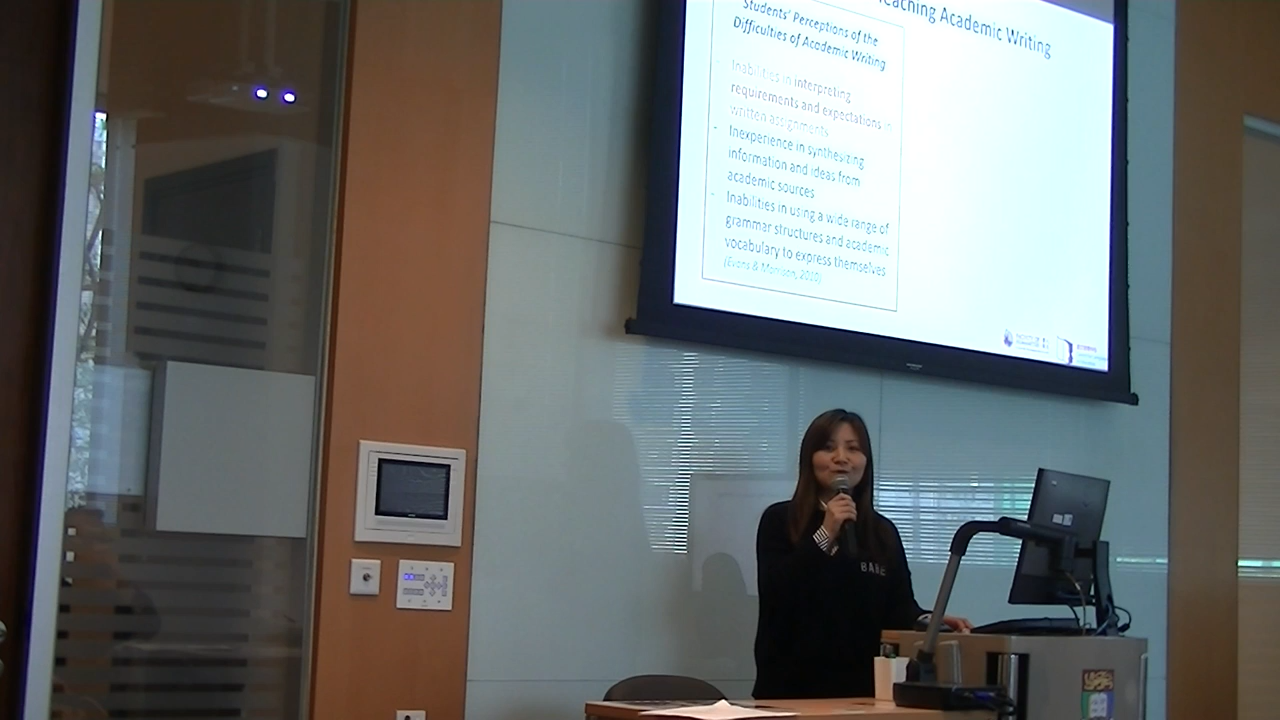 Teaching Academic Writing
Students' Perceptions of the
Difficulties of Academic Writing
- Inabilities in interpreting
requirements and expectations in
written assignments
- Inexperience in synthesizing
information and ideas from
academic sources
- Inabilities in using a wide range of
grammar structures and academic
vocabulary to express themselves
(Evans & Morrison, 2010)